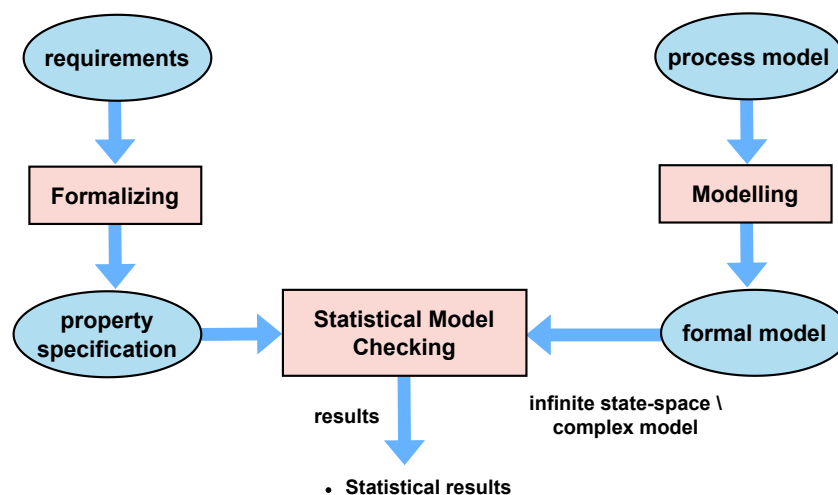 requirements
process model
Formalizing
Modelling
property
specification
Statistical Model
Checking
formal model
results
infinite state-space \
complex model
• Statistical results